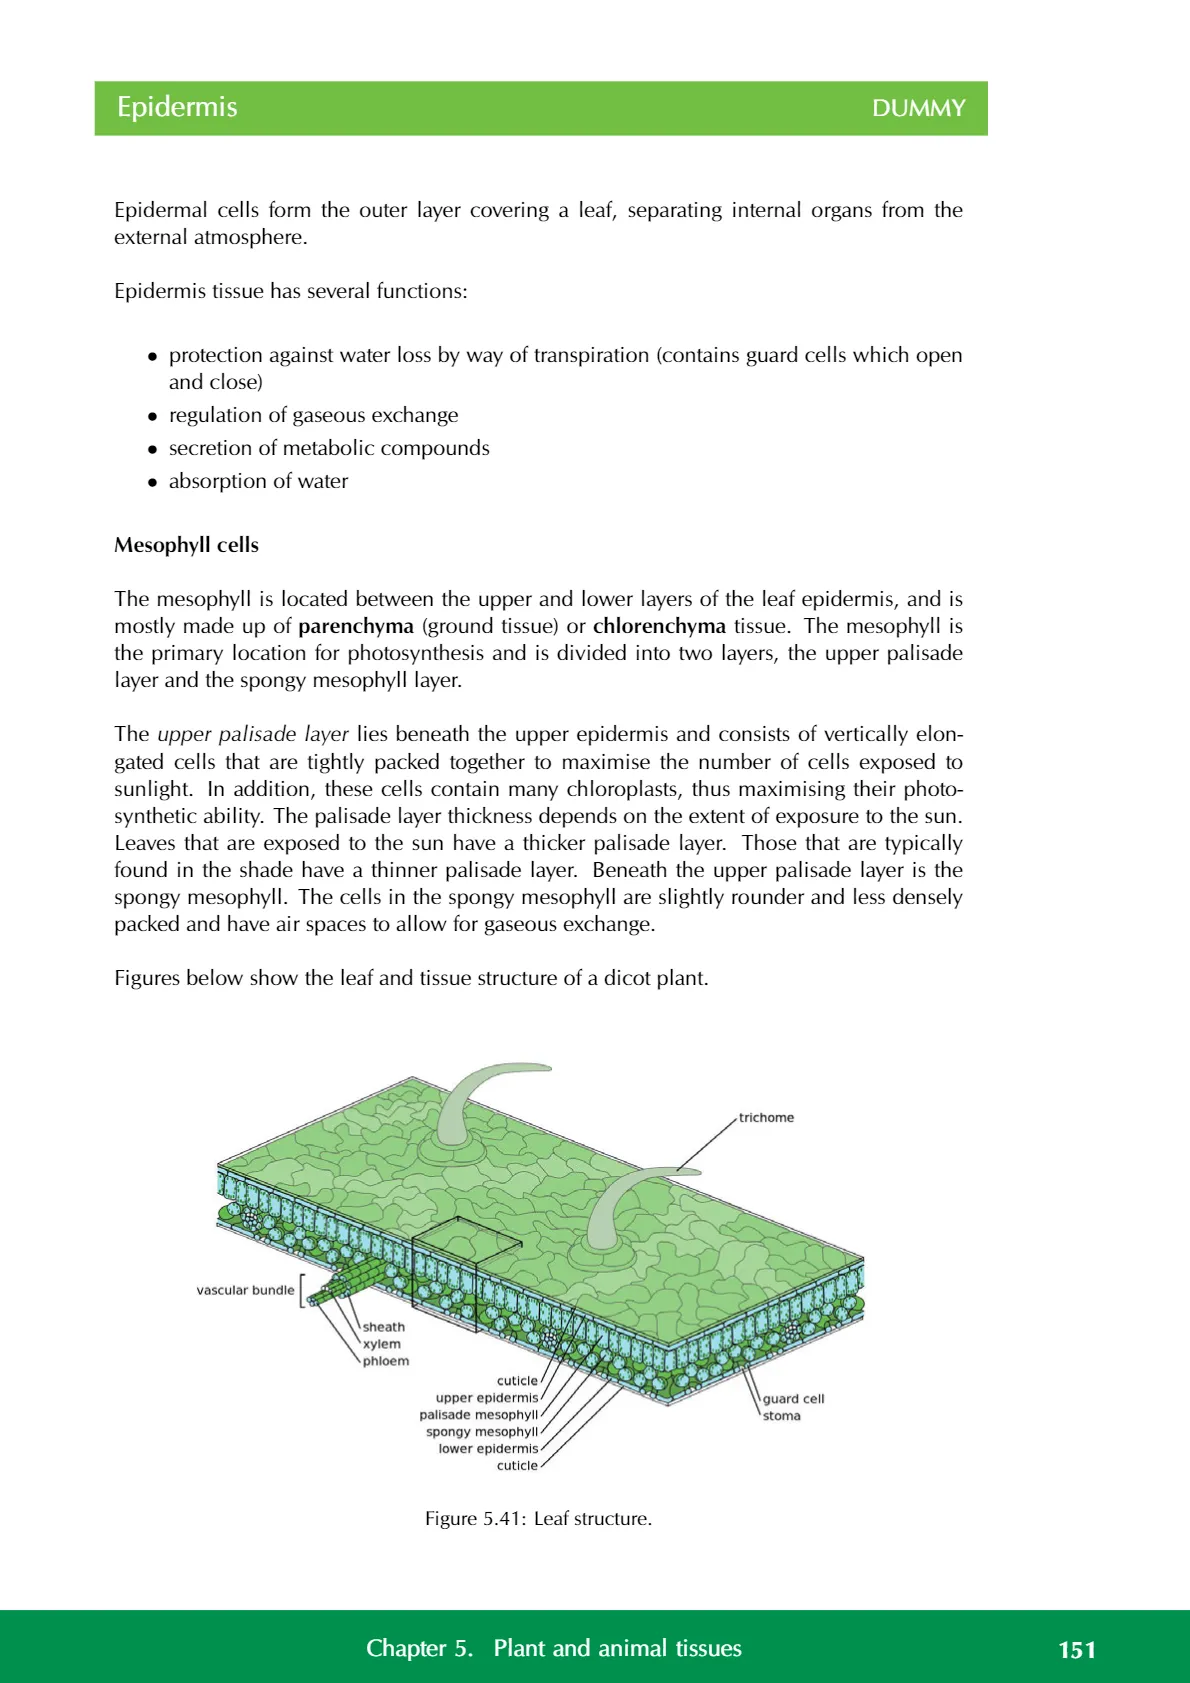 Epidermis DUMMY
Epidermal cells form the outer layer covering a leaf, separating internal organs from the
external atmosphere.
Epidermis tissue has several functions:
• protection against water loss by way of transpiration (contains guard cells which open
and close)
• regulation of gaseous exchange
• secretion of metabolic compounds
• absorption of water
Mesophyll cells
The mesophyll is located between the upper and lower layers of the leaf epidermis, and is
mostly made up of parenchyma (ground tissue) or chlorenchyma tissue. The mesophyll is
the primary location for photosynthesis and is divided into two layers, the upper palisade
layer and the spongy mesophyll layer.
The upper palisade layer lies beneath the upper epidermis and consists of vertically elon-
gated cells that are tightly packed together to maximise the number of cells exposed to
sunlight. In addition, these cells contain many chloroplasts, thus maximising their photo-
synthetic ability. The palisade layer thickness depends on the extent of exposure to the sun.
Leaves that are exposed to the sun have a thicker palisade layer. Those that are typically
found in the shade have a thinner palisade layer. Beneath the upper palisade layer is the
spongy mesophyll. The cells in the spongy mesophyll are slightly rounder and less densely
packed and have air spaces to allow for gaseous exchange.
Figures below show the leaf and tissue structure of a dicot plant.
trichome
vascular bundle
sheath
xylem
phloem
cuticle
upper epidermis
palisade mesophyll
spongy mesophyll
lower epidermis
cuticle
guard cell
stoma
Figure 5.41: Leaf structure.
Chapter 5. Plant and animal tissues 151